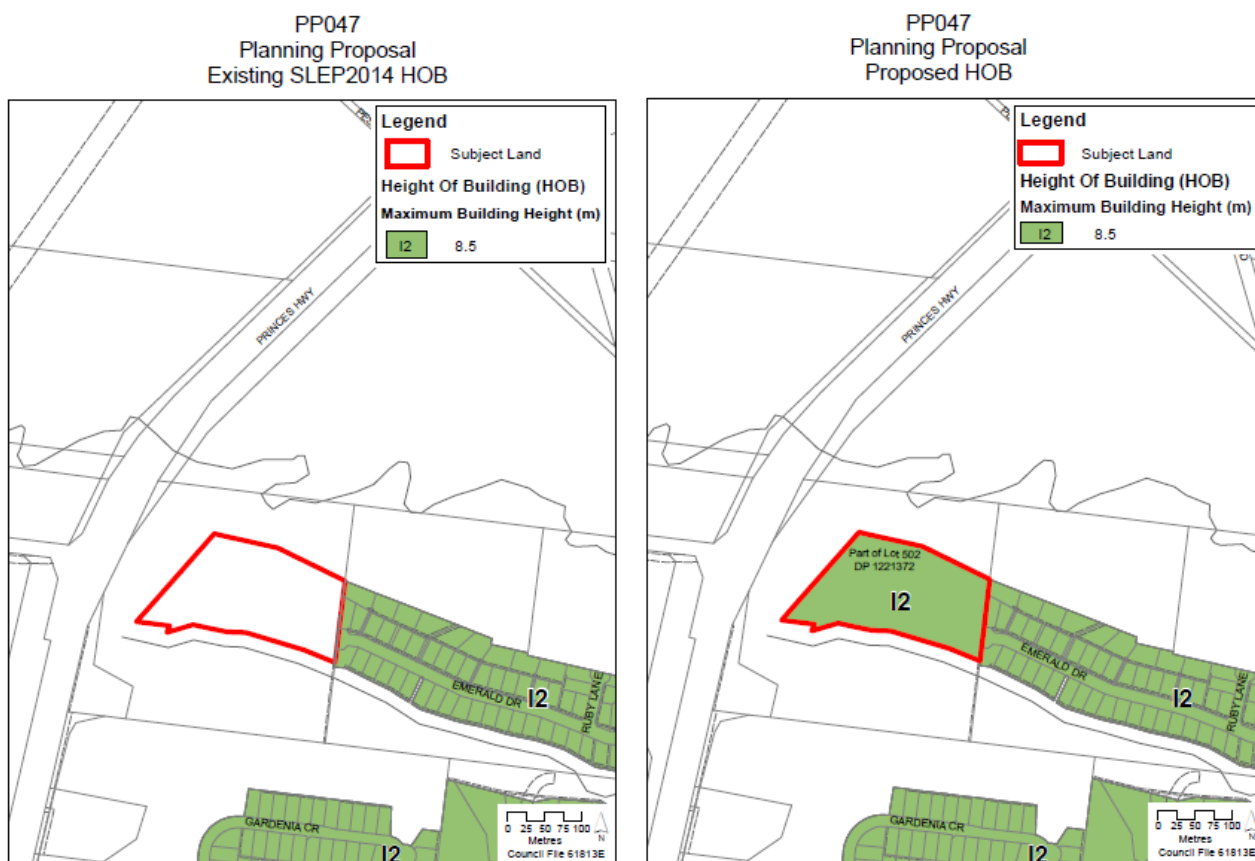 PP047
Planning Proposal
Existing SLEP2014 HOB
Legend
Subject Land
Height Of Building (HOB)
Maximum Building Height (m)
I2 8.5
PRINCES HWY
EMERALD DR
I2
RUBY LANE
GARDENIA CR
I2
0 25 50 75 100
Metres
N
Council File 61813E
PP047
Planning Proposal
Proposed HOB
Legend
Subject Land
Height Of Building (HOB)
Maximum Building Height (m)
I2 8.5
PRINCES HWY
Part of Lot 502
DP 1221372
I2
EMERALD DR
I2
RUBY LANE
GARDENIA CR
I2
0 25 50 75 100
Metres
N
Council File 61813E